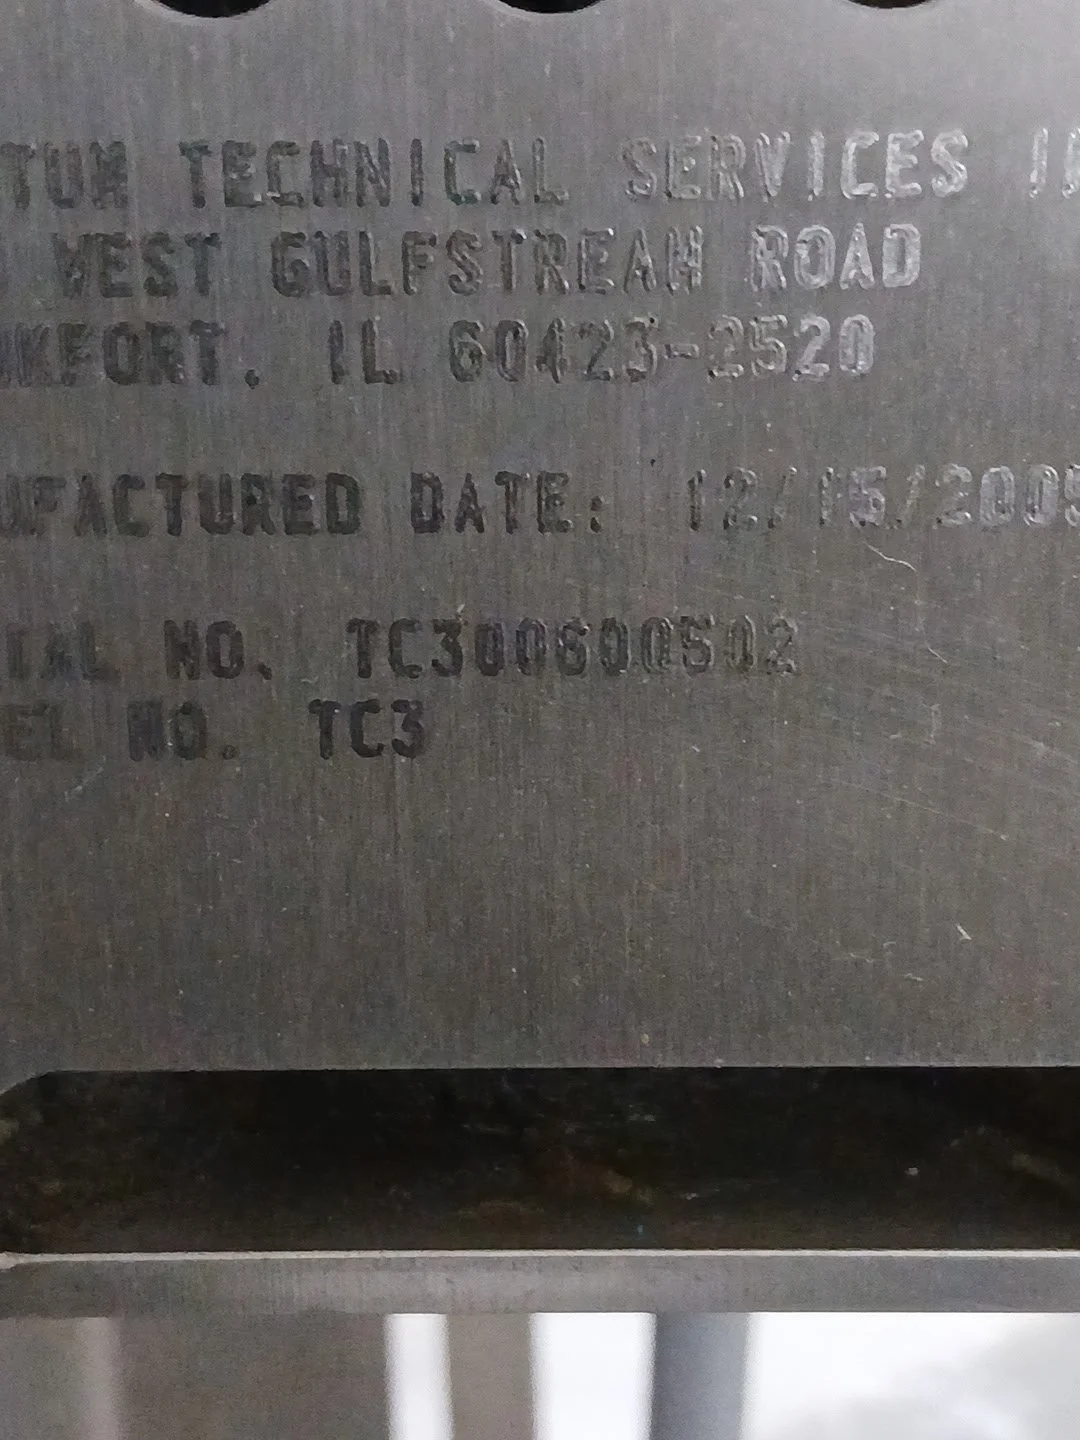 TUM TECHNICAL SERVICES
WEST GULFSTREAM ROAD
NKFORT, IL 60423-2520
UFACTURED DATE: 12/15/2009
IAL NO. TC300600502
EL NO. TC3